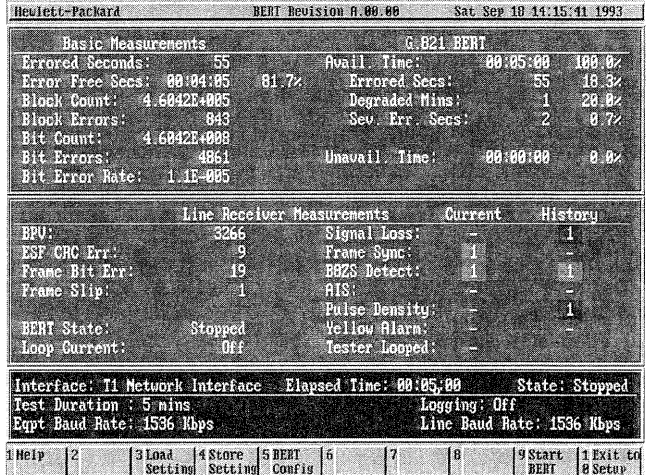 Hewlett-Packard BERT Revision A.00.00 Sat Sep 18 14:15:41 1993
Basic Measurements G.821 BERT
Errored Seconds: 55 Avail. Time: 00:05:00 100.0%
Error Free Secs: 00:04:05 81.7% Errored Secs: 55 18.3%
Block Count: 4.6042E+005 Degraded Mins: 1 20.0%
Block Errors: 843 Sev. Err. Secs: 2 0.7%
Bit Count: 4.6042E+008
Bit Errors: 4861 Unavail. Time: 00:00:00 0.0%
Bit Error Rate: 1.1E-005
Line Receiver Measurements Current History
BPV: 3266 Signal Loss: - 1
ESF CRC Err: 9 Frame Sync: 1 -
Frame Bit Err: 19 B8ZS Detect: 1 1
Frame Slip: 1 AIS: - -
Pulse Density: - 1
BERT State: Stopped Yellow Alarm: - -
Loop Current: Off Tester Looped: -
Interface: T1 Network Interface Elapsed Time: 00:05:00 State: Stopped
Test Duration : 5 mins Logging: Off
Eqpt Baud Rate: 1536 Kbps Line Baud Rate: 1536 Kbps
1 Help 2 3 Load Setting 4 Store Setting 5 BERT Config 6 7 8 9 Start BERT 10 Exit to Setup